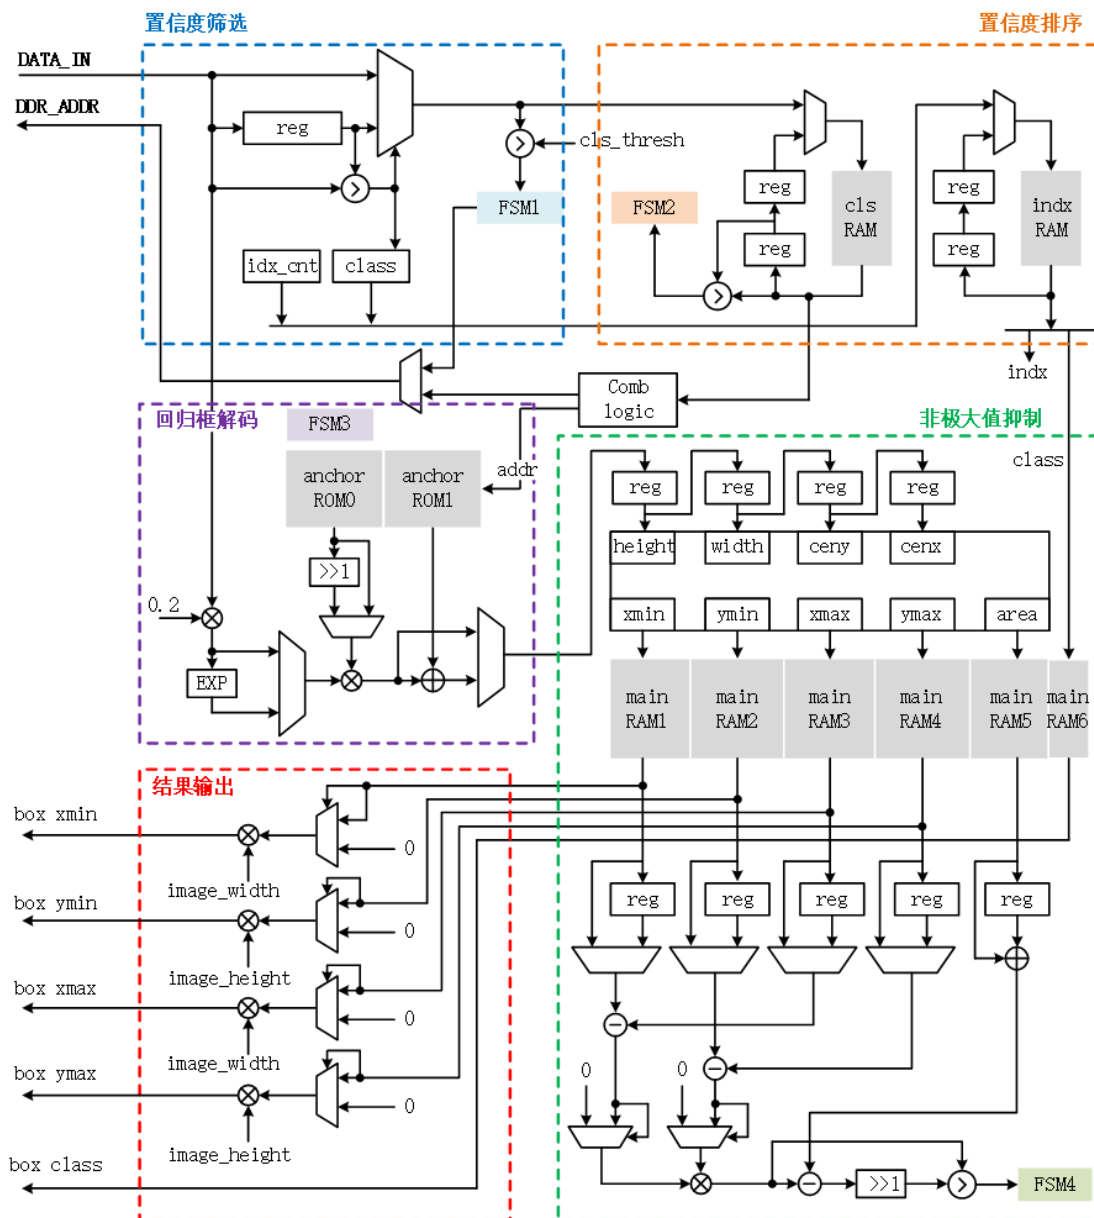 置信度筛选
置信度排序
DATA_IN
DDR_ADDR
reg
>
cls_thresh
>
FSM1
FSM2
reg
cls
RAM
reg
indx
RAM
idx_cnt
class
reg
reg
>
indx
Comb
logic
回归框解码
FSM3
非极大值抑制
class
addr
anchor
ROM0
anchor
ROM1
reg
reg
reg
reg
height
width
ceny
cenx
>>1
0.2
xmin
ymin
xmax
ymax
area
EXP
main
RAM1
main
RAM2
main
RAM3
main
RAM4
main
RAM5
main
RAM6
结果输出
box xmin
0
image_width
box ymin
0
image_height
box xmax
0
image_width
box ymax
0
image_height
box class
reg
reg
reg
reg
reg
0
0
>>1
>
FSM4